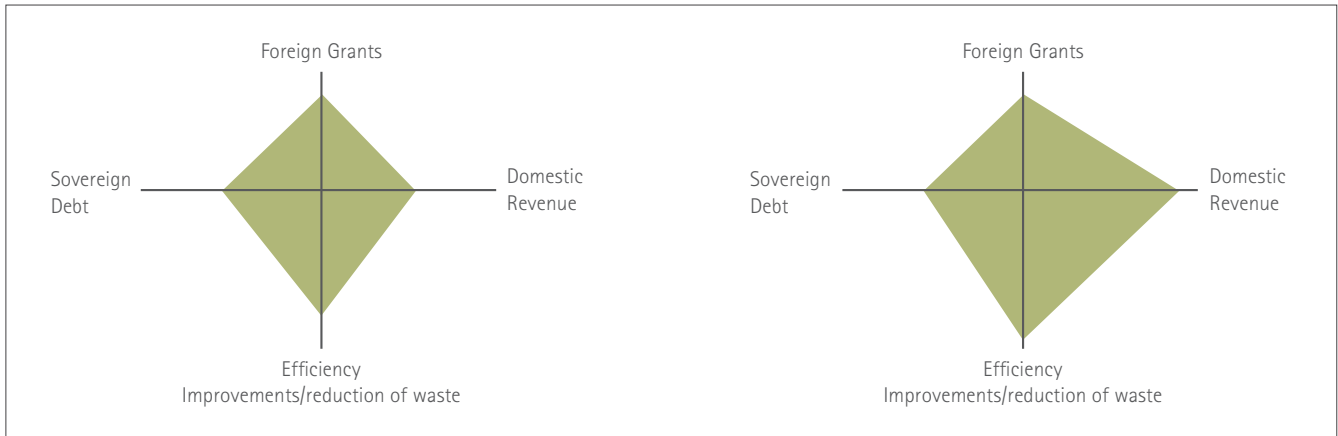 Foreign Grants
Sovereign
Debt
Domestic
Revenue
Efficiency
Improvements/reduction of waste
Foreign Grants
Sovereign
Debt
Domestic
Revenue
Efficiency
Improvements/reduction of waste